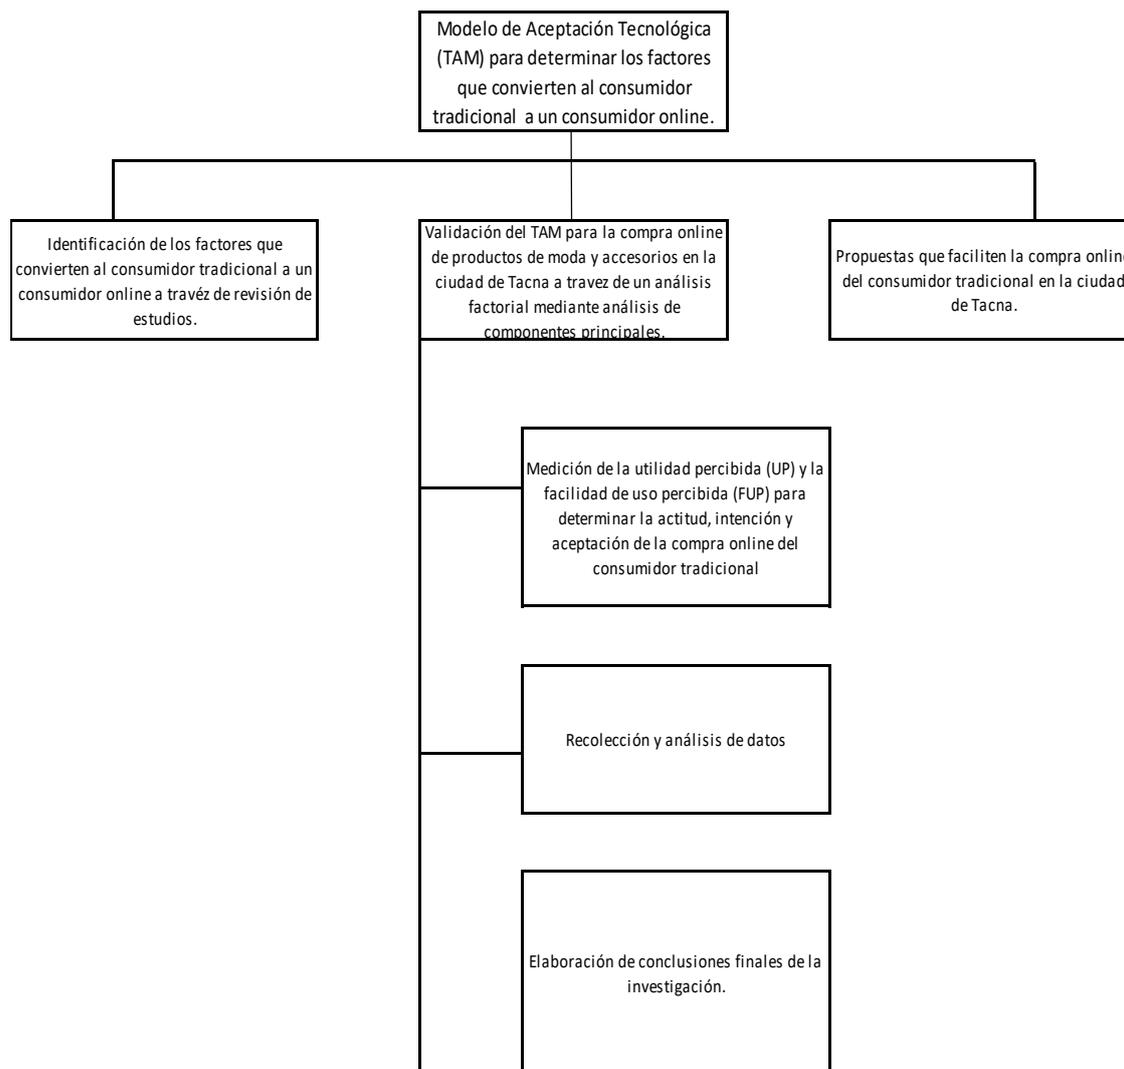 Modelo de Aceptación Tecnológica
(TAM) para determinar los factores
que convierten al consumidor
tradicional a un consumidor online.
Identificación de los factores que
convierten al consumidor tradicional a un
consumidor online a travéz de revisión de
estudios.
Validación del TAM para la compra online
de productos de moda y accesorios en la
ciudad de Tacna a travez de un análisis
factorial mediante análisis de
componentes principales.
Propuestas que faciliten la compra online
del consumidor tradicional en la ciudad
de Tacna.
Medición de la utilidad percibida (UP) y la
facilidad de uso percibida (FUP) para
determinar la actitud, intención y
aceptación de la compra online del
consumidor tradicional
Recolección y análisis de datos
Elaboración de conclusiones finales de la
investigación.